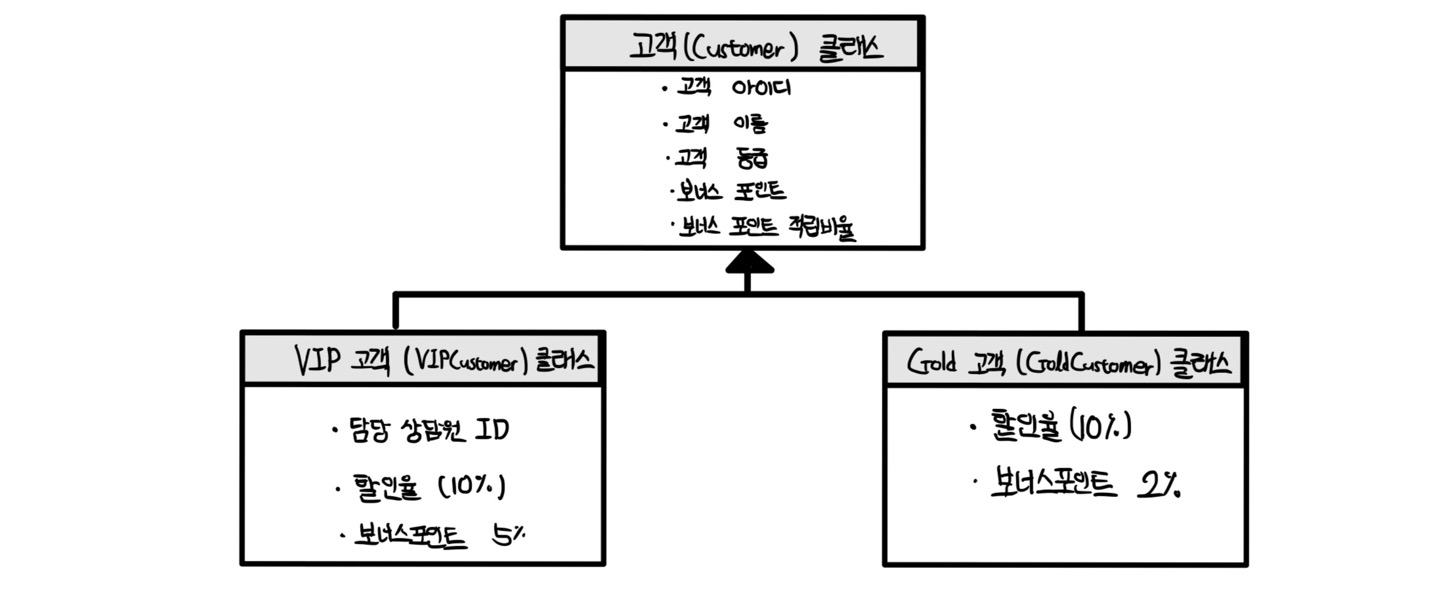 고객(Customer) 클래스
· 고객 아이디
· 고객 이름
· 고객 등급
· 보너스 포인트
· 보너스 포인트 적립비율
VIP 고객 (VIPCustomer) 클래스
· 담당 상담원 ID
· 할인율 (10%)
· 보너스포인트 5%
Gold 고객 (GoldCustomer) 클래스
· 할인율 (10%)
· 보너스포인트 2%